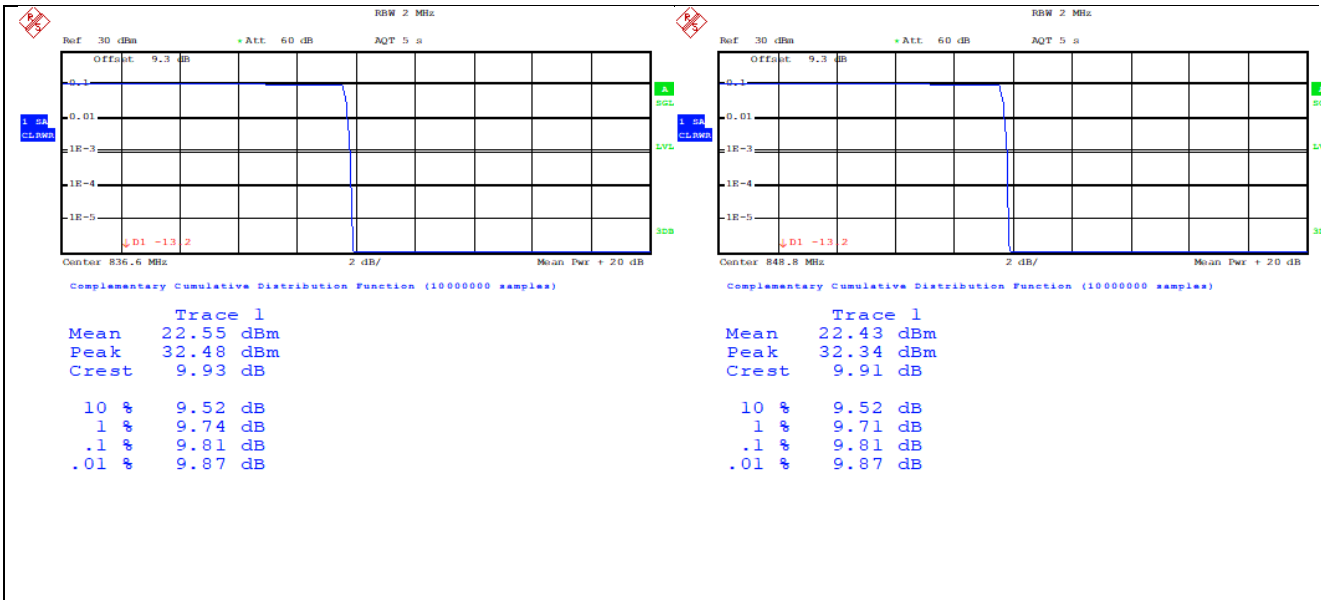 RBW 2 MHz
Ref 30 dBm *Att 60 dB AQT 5 s
Offset 9.3 dB
0.1
A
SGL
0.01
1 SA
CLRWR
1E-3
LVL
1E-4
1E-5
D1 -13.2
3DB
Center 836.6 MHz 2 dB/ Mean Pwr + 20 dB
Complementary Cumulative Distribution Function (10000000 samples)
Trace 1
Mean 22.55 dBm
Peak 32.48 dBm
Crest 9.93 dB
10 % 9.52 dB
1 % 9.74 dB
.1 % 9.81 dB
.01 % 9.87 dB
RBW 2 MHz
Ref 30 dBm *Att 60 dB AQT 5 s
Offset 9.3 dB
0.1
A
0.01
1 SA
CLRWR
1E-3
1E-4
1E-5
D1 -13.2
Center 848.8 MHz 2 dB/ Mean Pwr + 20 dB
Complementary Cumulative Distribution Function (10000000 samples)
Trace 1
Mean 22.43 dBm
Peak 32.34 dBm
Crest 9.91 dB
10 % 9.52 dB
1 % 9.71 dB
.1 % 9.81 dB
.01 % 9.87 dB